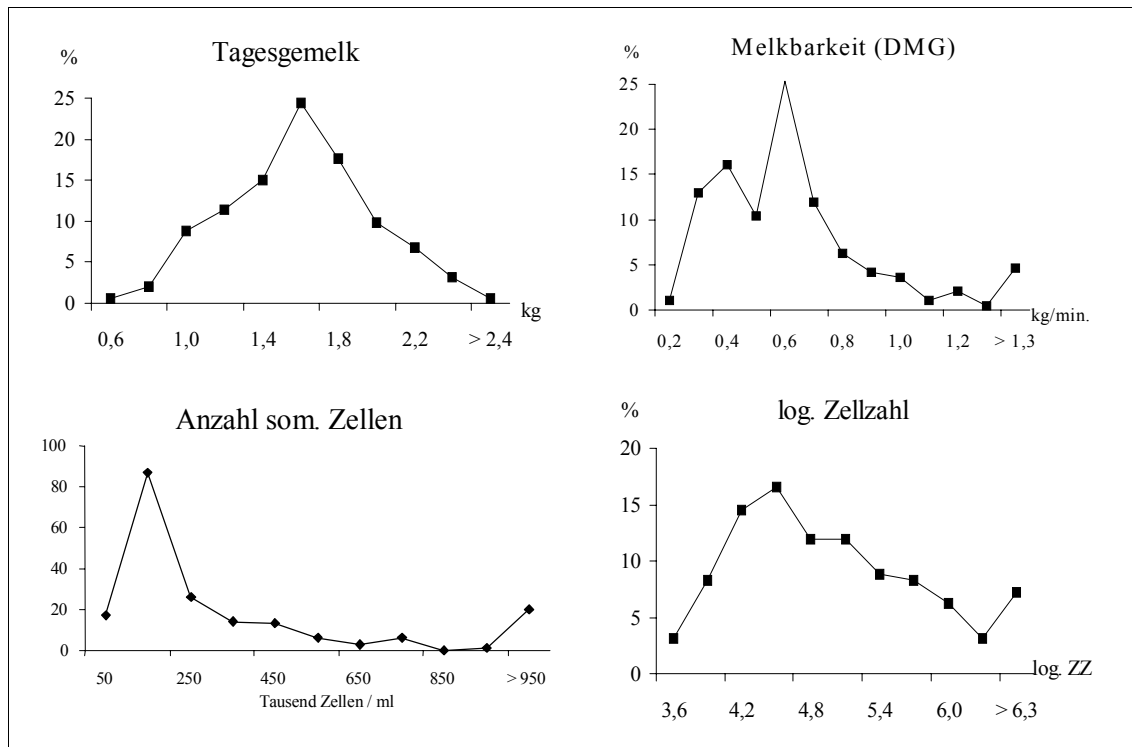 Tagesgemelk
%
25
20
15
10
5
0
kg
0,6 1,0 1,4 1,8 2,2 > 2,4
Melkbarkeit (DMG)
%
25
20
15
10
5
0
kg/min.
0,2 0,4 0,6 0,8 1,0 1,2 > 1,3
Anzahl som. Zellen
100
80
60
40
20
0
50 250 450 650 850 > 950
Tausend Zellen / ml
log. Zellzahl
%
20
15
10
5
0
log. ZZ
3,6 4,2 4,8 5,4 6,0 > 6,3